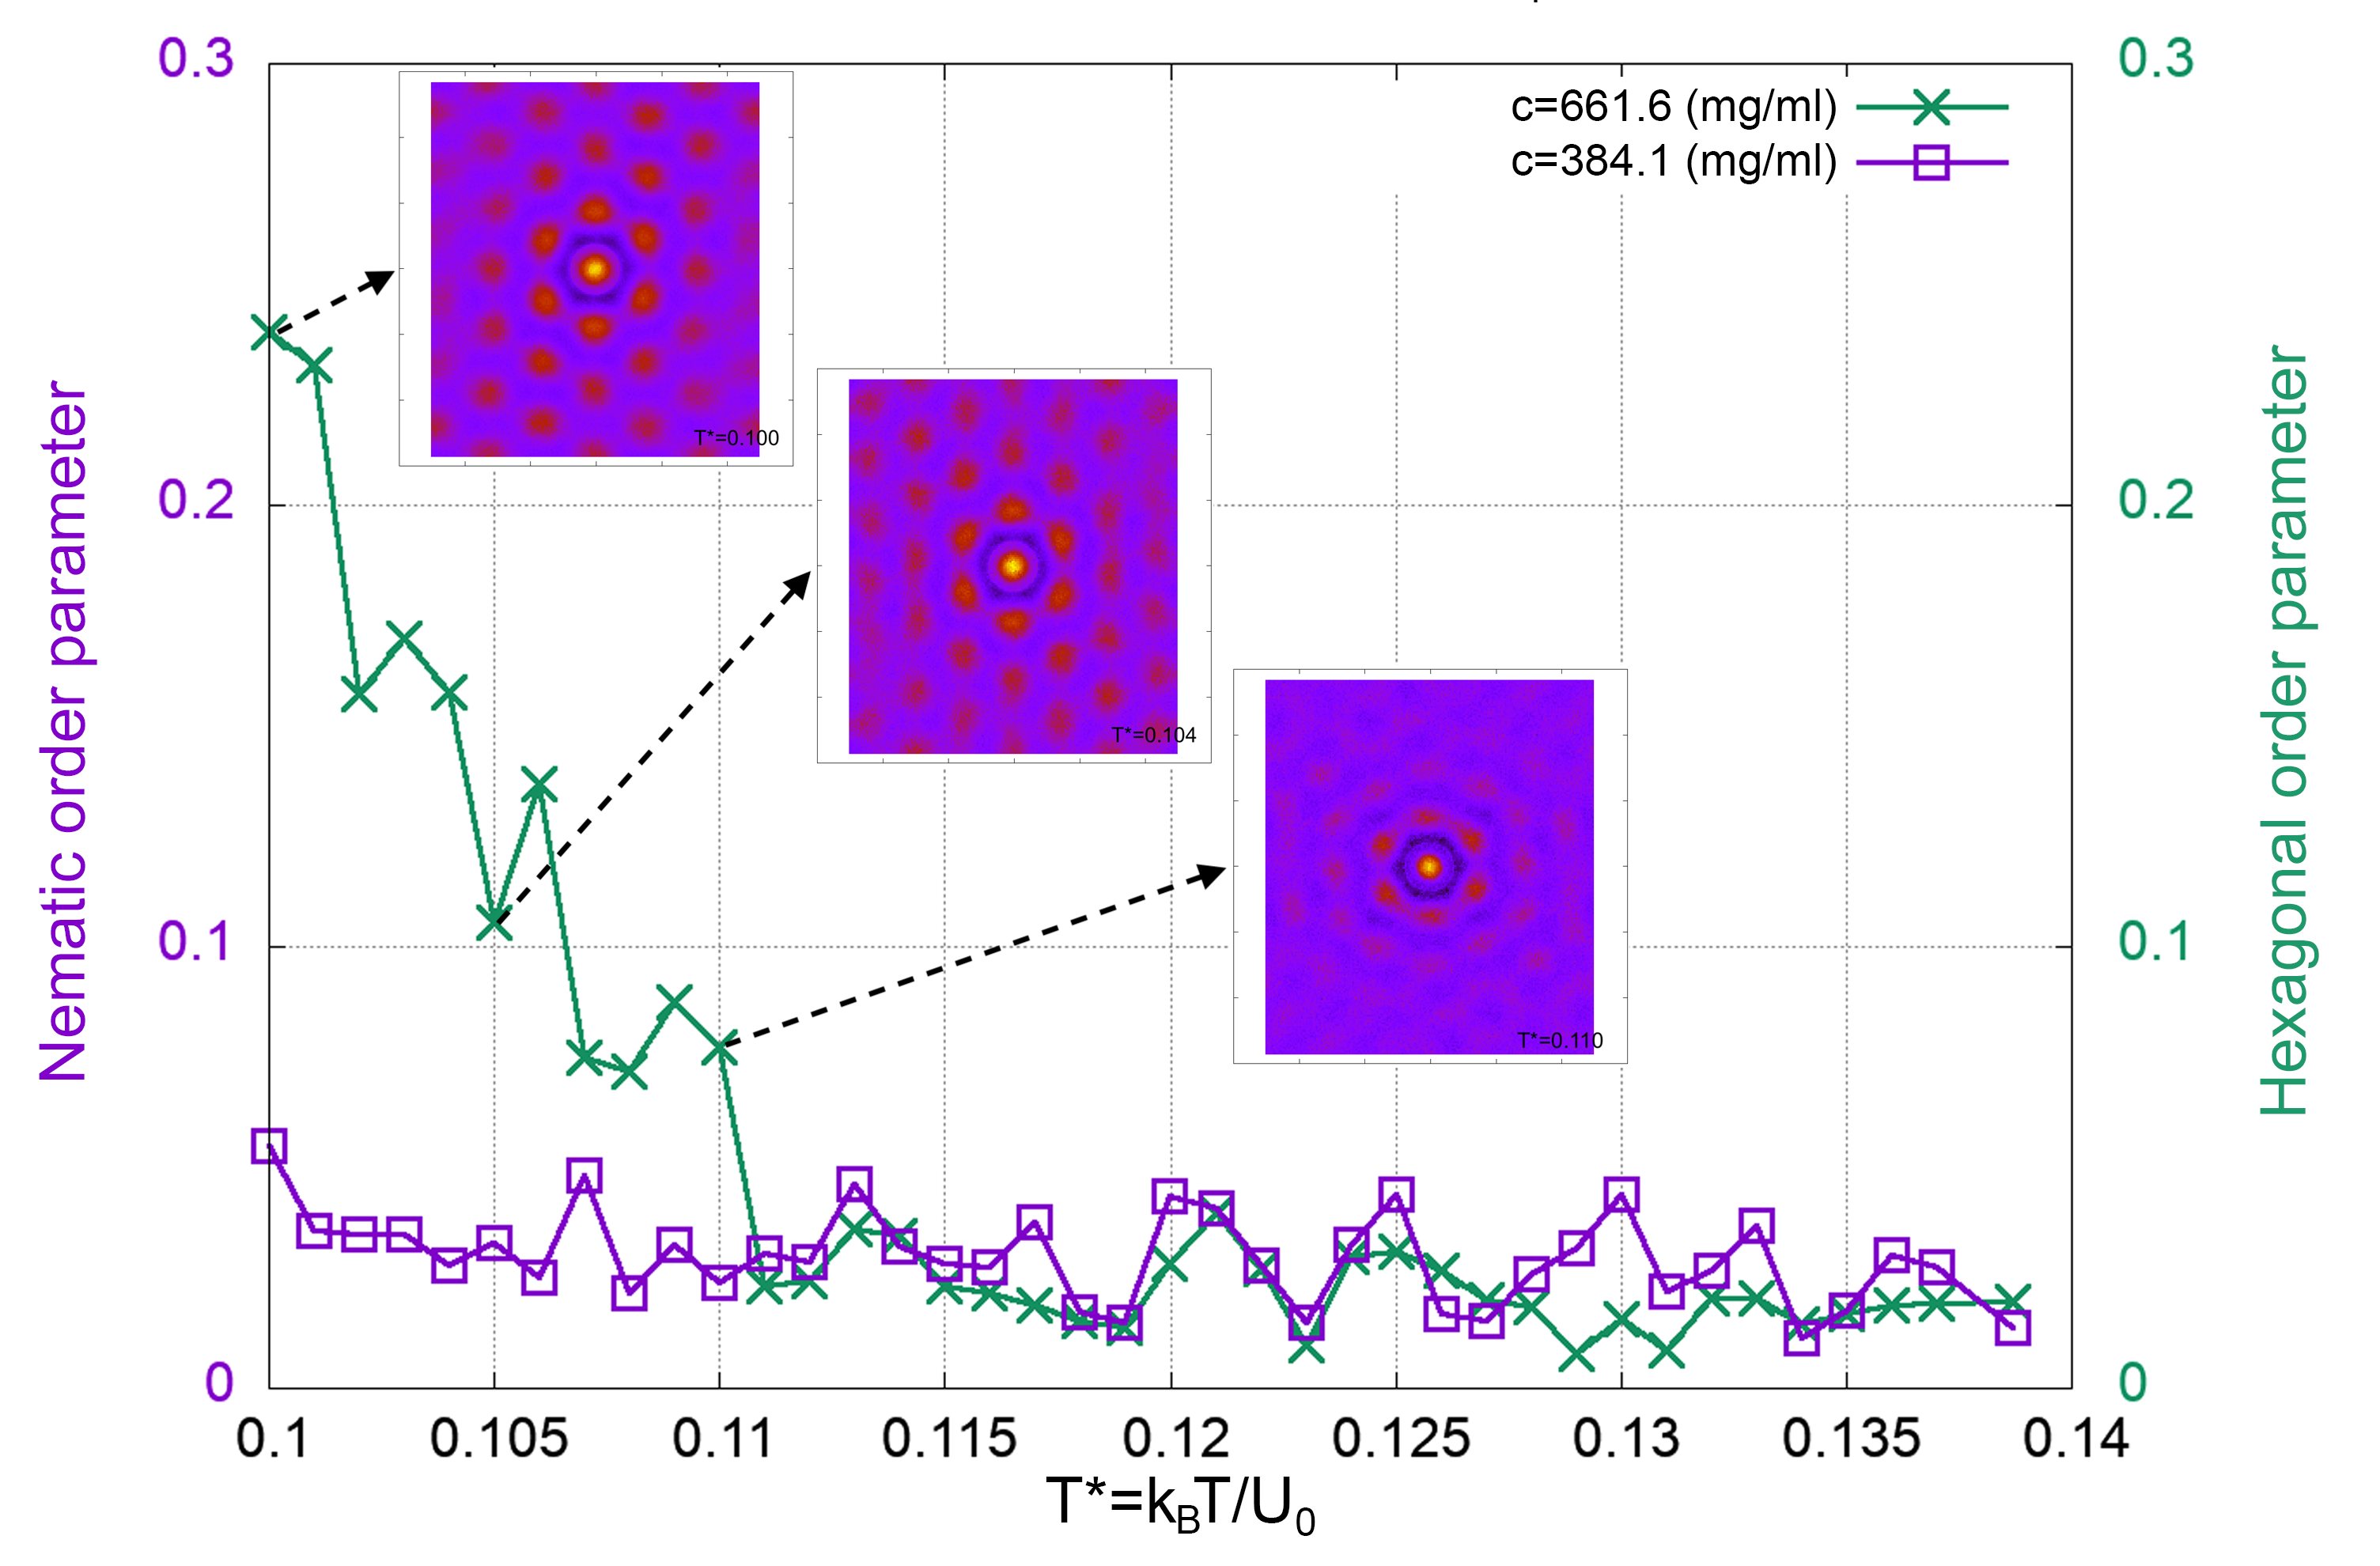 0.3
0.3
c=661.6 (mg/ml)
c=384.1 (mg/ml)
T*=0.100
0.2
0.2
T*=0.104
Nematic order parameter
Hexagonal order parameter
0.1
0.1
T*=0.110
0
0
0.1 0.105 0.11 0.115 0.12 0.125 0.13 0.135 0.14
T*=kBT/U0